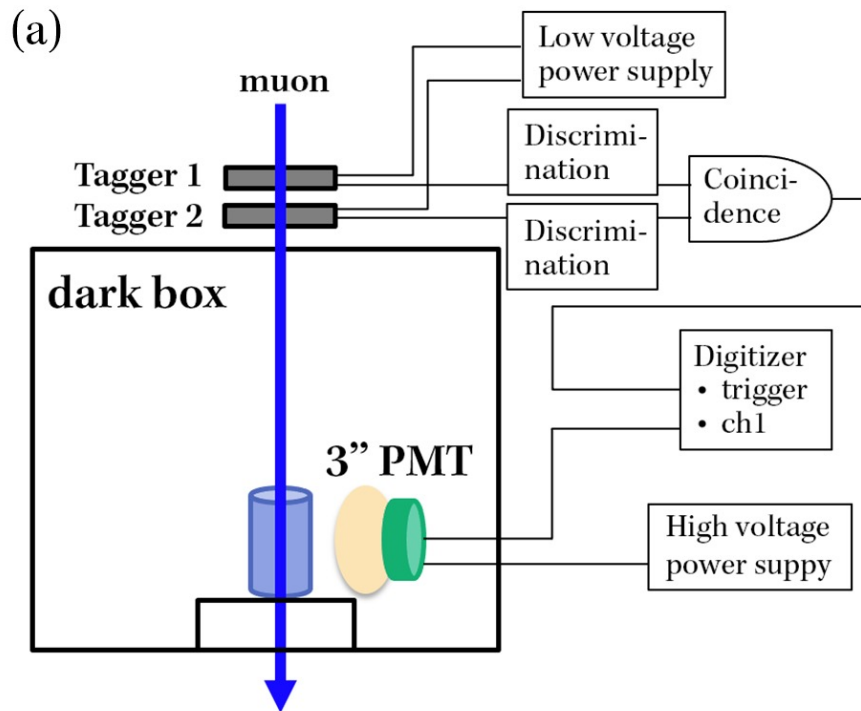 (a)
muon
Tagger 1
Tagger 2
dark box
3” PMT
Low voltage
power supply
Discrimi-
nation
Discrimi-
nation
Coinci-
dence
Digitizer
• trigger
• ch1
High voltage
power suppy